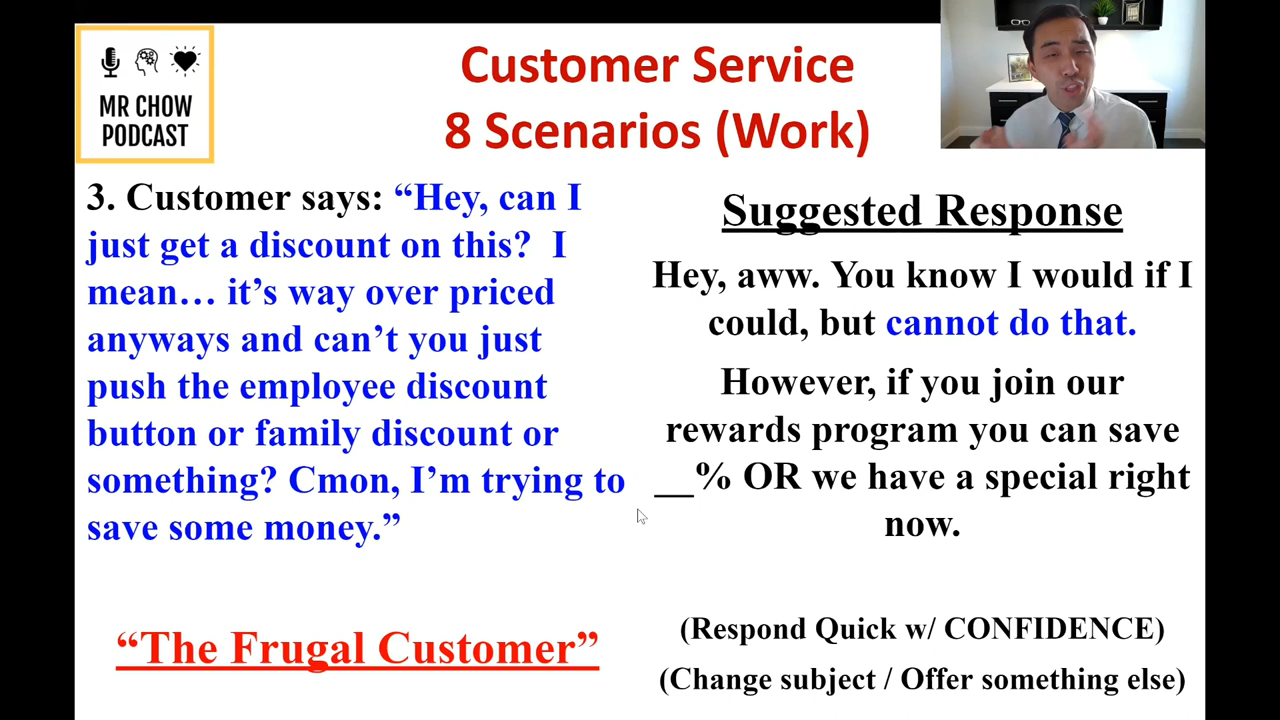 MR CHOW
PODCAST
Customer Service
8 Scenarios (Work)
3. Customer says: “Hey, can I
just get a discount on this?  I
mean… it’s way over priced
anyways and can’t you just
push the employee discount
button or family discount or
something? Cmon, I’m trying to
save some money.”
“The Frugal Customer”
Suggested Response
Hey, aww. You know I would if I
could, but cannot do that.
However, if you join our
rewards program you can save
__% OR we have a special right
now.
(Respond Quick w/ CONFIDENCE)
(Change subject / Offer something else)